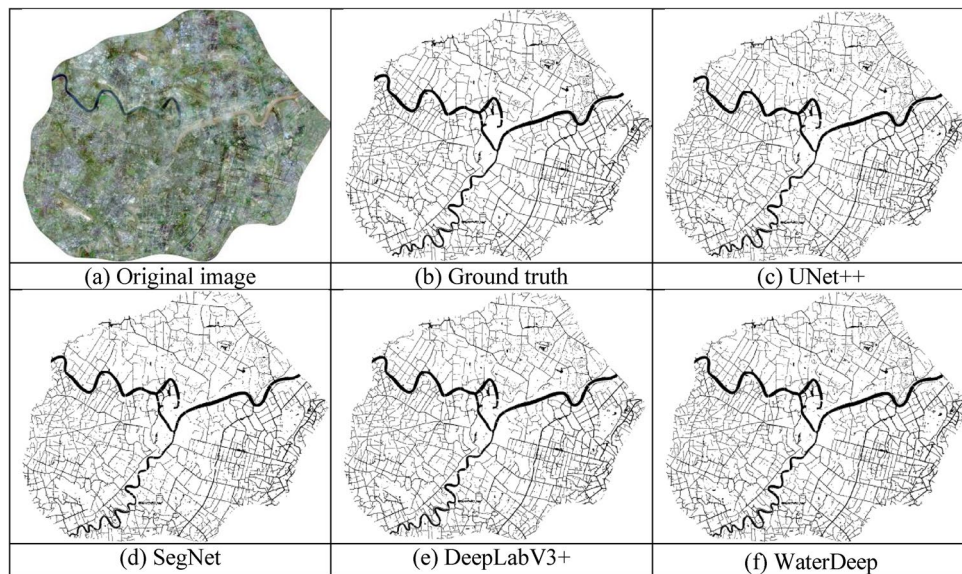 (a) Original image
(b) Ground truth
(c) UNet++
(d) SegNet
(e) DeepLabV3+
(f) WaterDeep